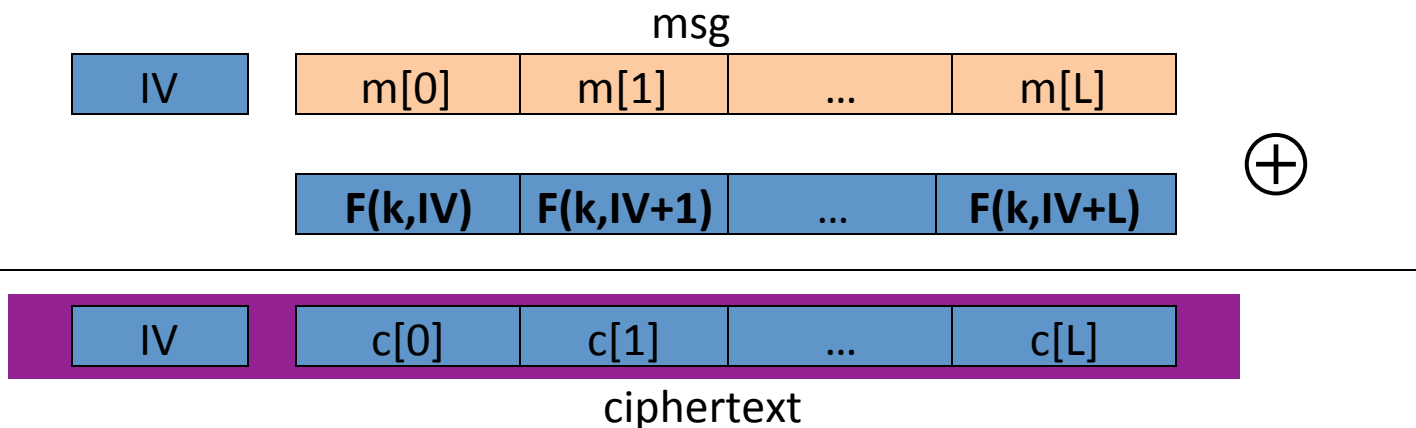 msg
IV m[0] m[1] … m[L]
⊕
F(k,IV) F(k,IV+1) … F(k,IV+L)
IV c[0] c[1] … c[L]
ciphertext